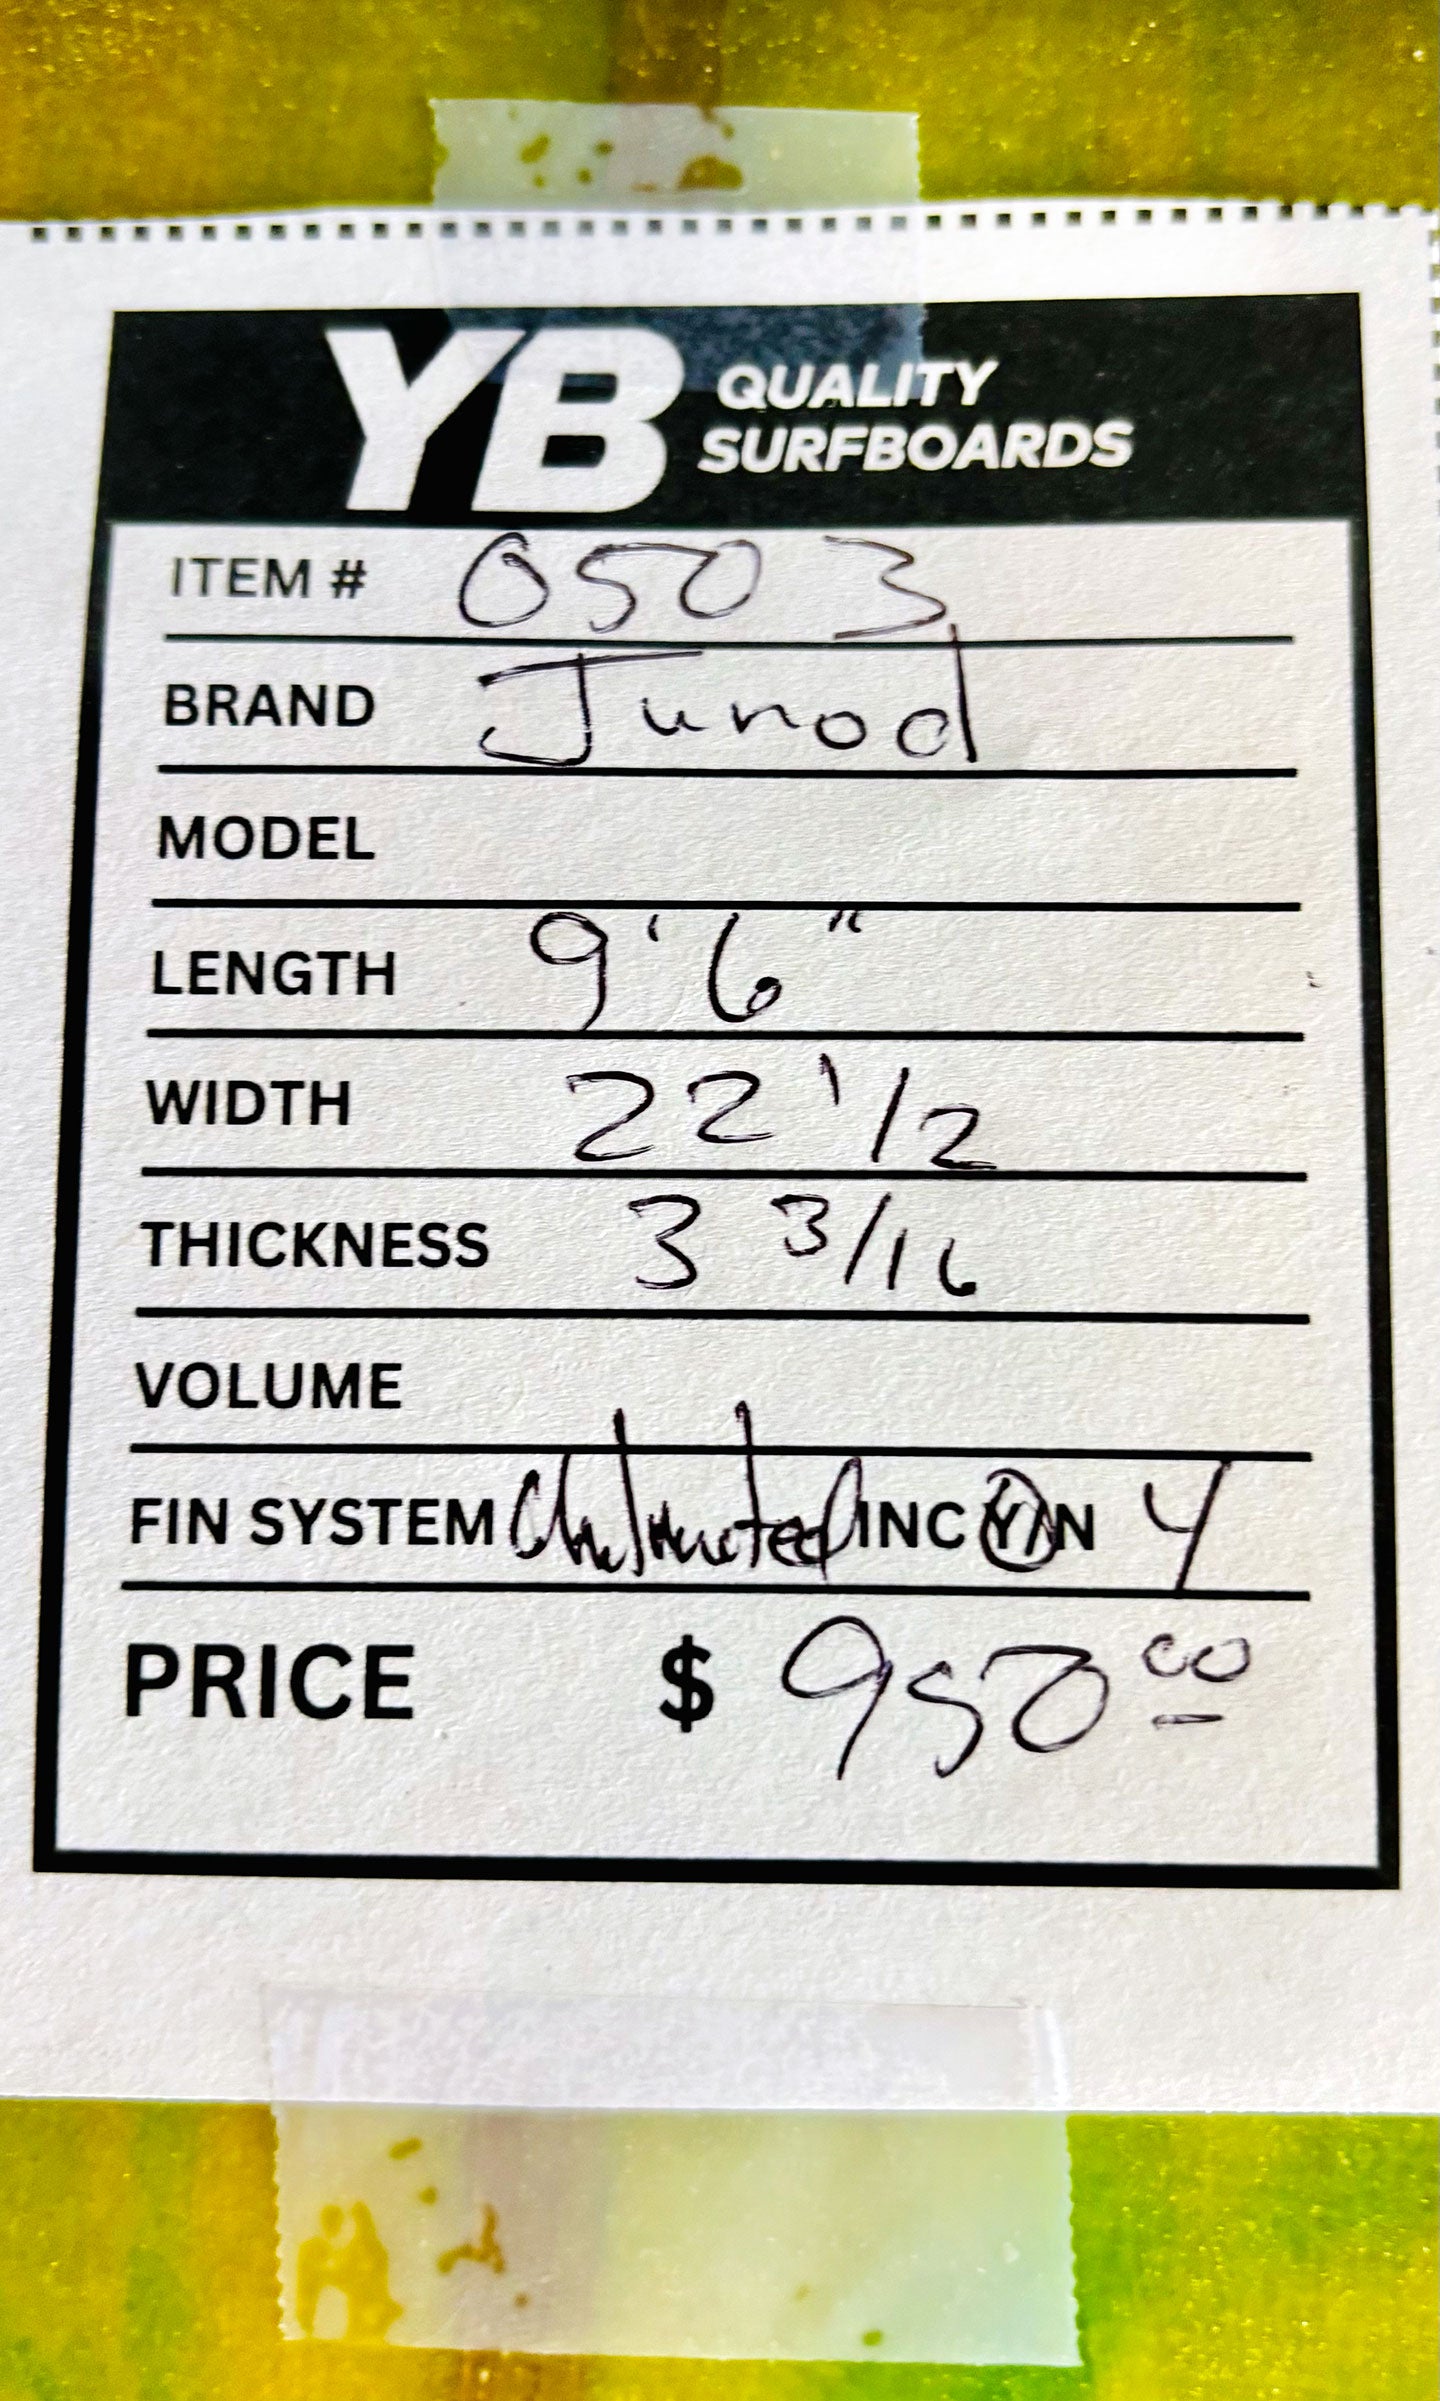 YB QUALITY
SURFBOARDS
ITEM # 0503
BRAND Junod
MODEL
LENGTH 9'6"
WIDTH 22 1/2
THICKNESS 3 3/16
VOLUME
FIN SYSTEM INC Y/N Y
PRICE $ 950.00